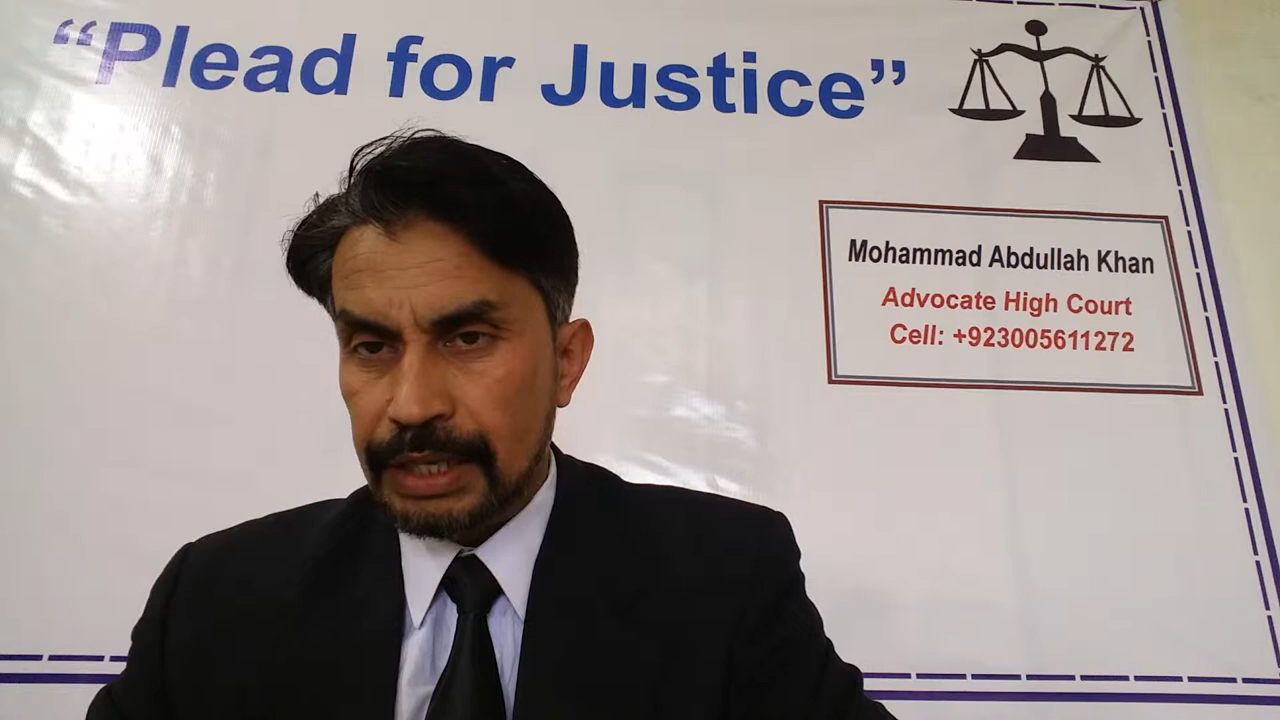 “Plead for Justice”
Mohammad Abdullah Khan
Advocate High Court
Cell: +923005611272